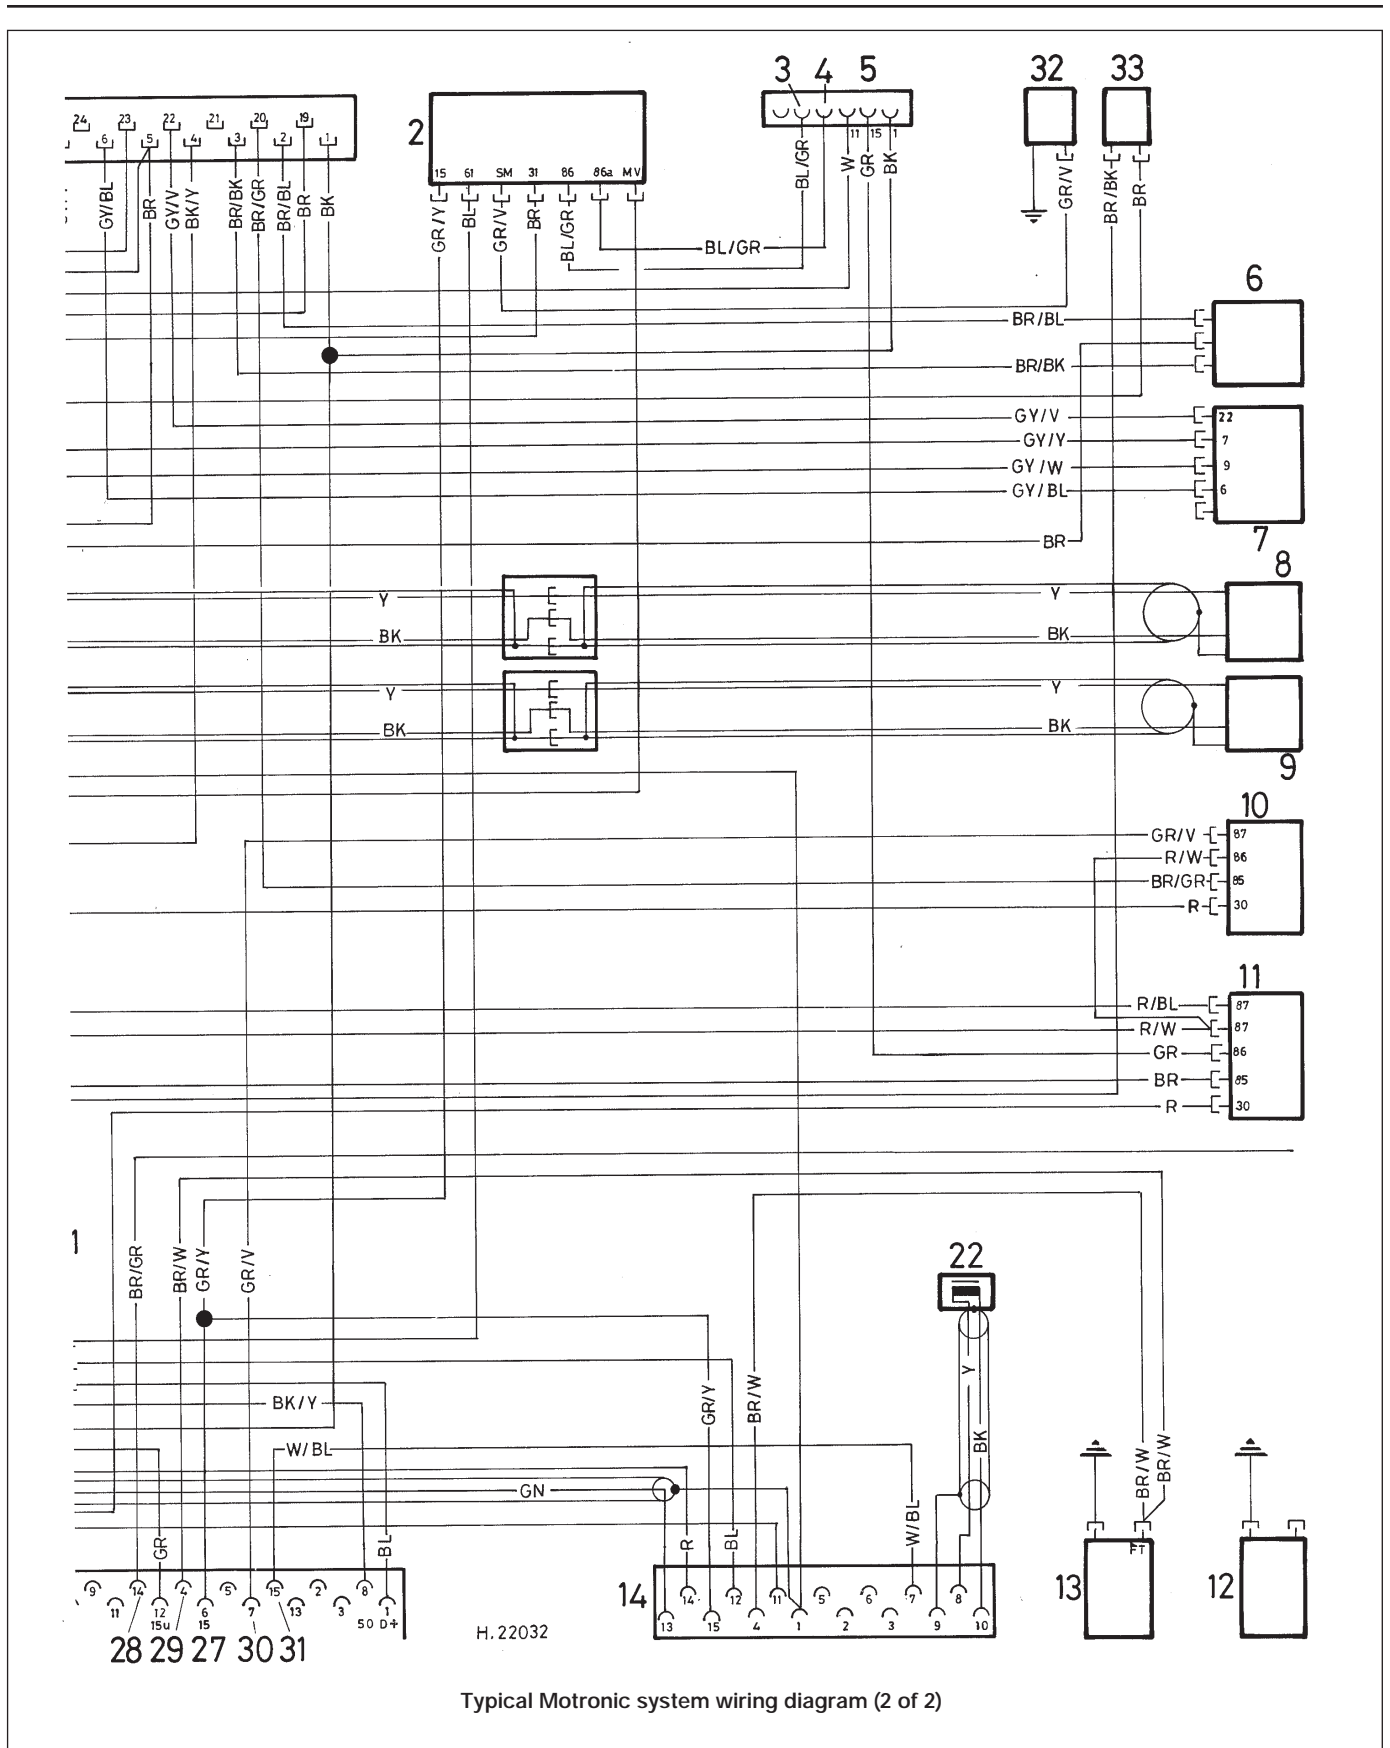 3 4 5 32 33
24 23 22 21 20 19
6 5 4 3 2 1
2
15 61 SM 31 86 86a MV
11 15 1
GY/BL BR GY/V BK/Y BR/BK BR/GR BR/BL BR BK
GR/Y BL GR/V BR BL/GR
BL/GR W GR BK
GR/V BR/BK BR
BL/GR
6
BR/BL
BR/BK
GY/V 22
GY/Y 7
GY/W 9
GY/BL 6
7
BR
8
Y Y
BK BK
Y Y
BK BK
9
10
GR/V 87
R/W 86
BR/GR 85
R 30
11
R/BL 87
R/W 87
GR 86
BR 85
R 30
1
BR/GR BR/W GR/Y GR/V
22
Y
BK
GR/Y BR/W
BK/Y
W/BL
BR/W BR/W
GN
GR BL R BL W/BL
FT
9 14 4 5 15 2 8
11 12 6 7 13 3 1
15u 15 50 D+
28 29 27 30 31
14
14 12 11 5 6 7 8
13 15 4 1 2 3 9 10
13 12
H.22032
Typical Motronic system wiring diagram (2 of 2)